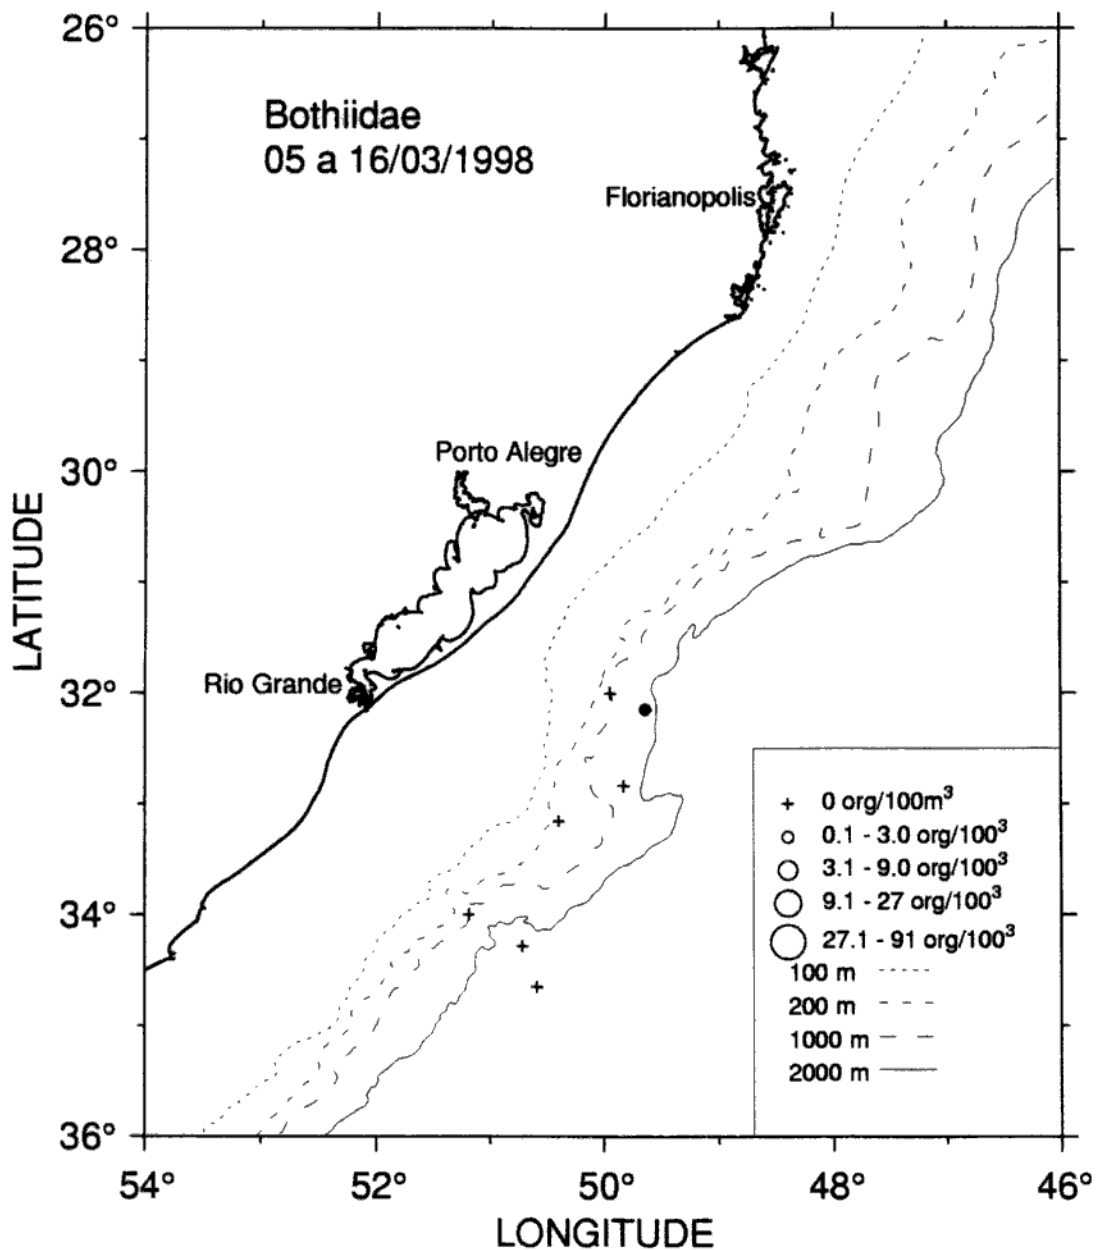 26°
Bothiidae
05 a 16/03/1998
Florianopolis
28°
Porto Alegre
30°
LATITUDE
Rio Grande
32°
0 org/100m³
0.1 - 3.0 org/100³
3.1 - 9.0 org/100³
9.1 - 27 org/100³
27.1 - 91 org/100³
34°
100 m
200 m
1000 m
2000 m
36°
54° 52° 50° 48° 46°
LONGITUDE